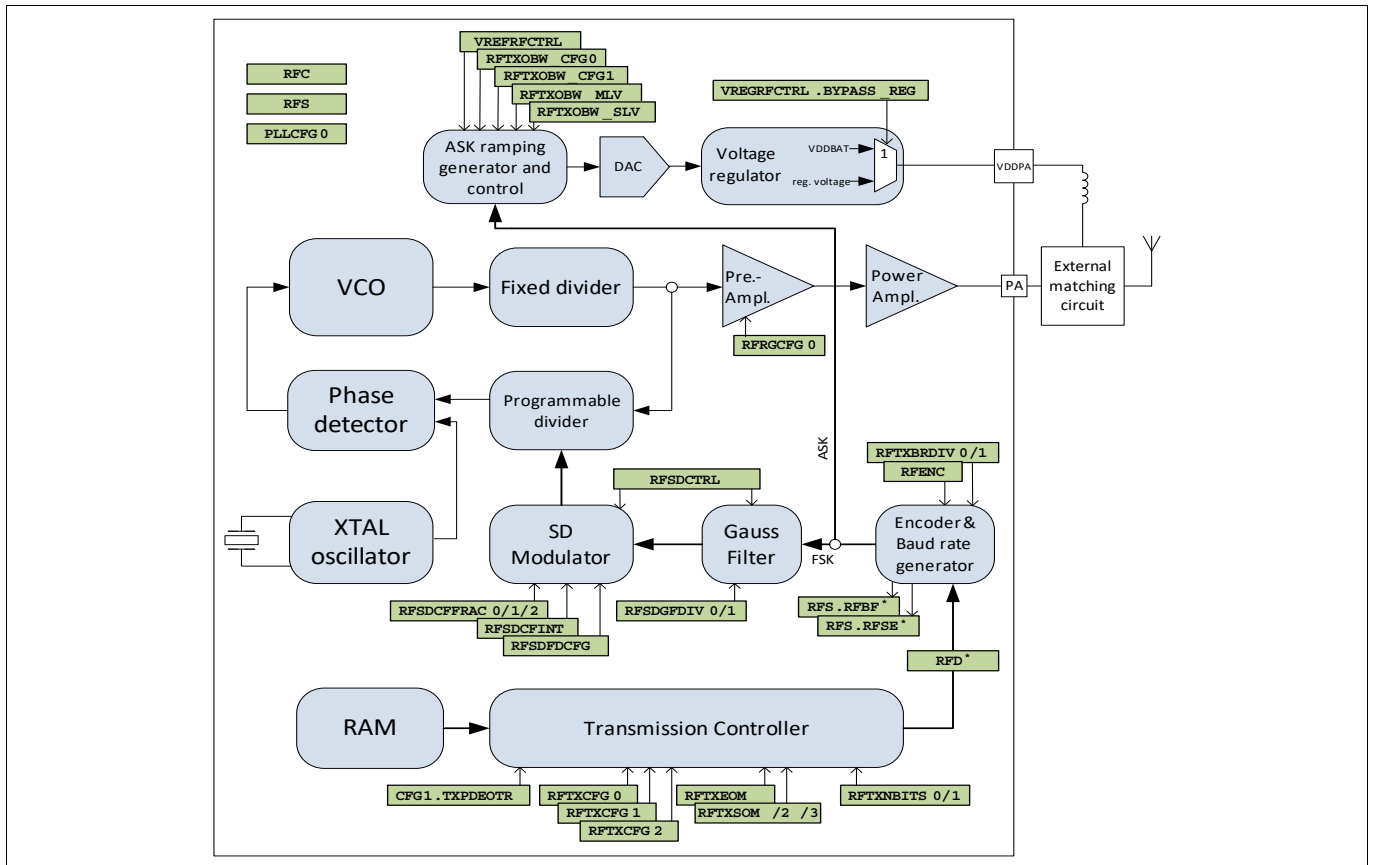 VREFRFCTRL
RFTXOBW_CFG0
RFTXOBW_CFG1
RFTXOBW_MLV
RFTXOBW_SLV
RFC
RFS
PLLCFG0
VREGRFCTRL.BYPASS_REG
ASK ramping
generator and
control
DAC
Voltage
regulator
VDDBAT
reg. voltage
1
VDDPA
VCO
Fixed divider
Pre.-
Ampl.
Power
Ampl.
PA
External
matching
circuit
RFRGCFG0
Phase
detector
Programmable
divider
ASK
RFTXBRDIV 0/1
RFENC
RFSDCTRL
XTAL
oscillator
SD
Modulator
Gauss
Filter
FSK
Encoder &
Baud rate
generator
RFSDCFFRAC 0/1/2
RFSDCFINT
RFSDFDCFG
RFSDGFDIV 0/1
RFS.RFBF*
RFS.RFSE*
RFD*
RAM
Transmission Controller
CFG1.TXPDEOTR
RFTXCFG0
RFTXCFG1
RFTXCFG2
RFTXEOM
RFTXSOM /2 /3
RFTXNBITS 0/1